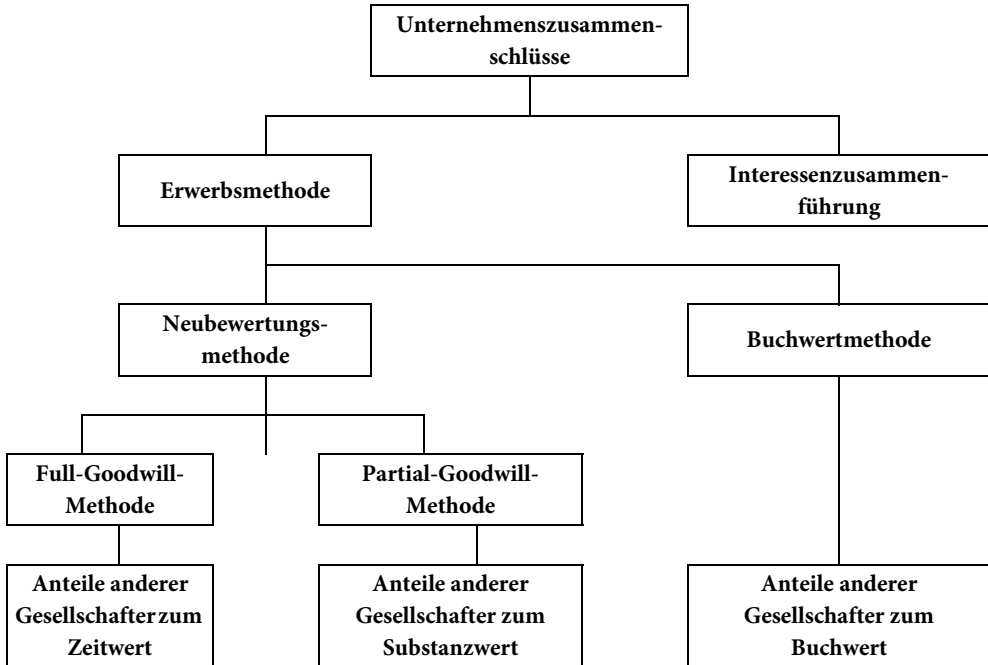 Unternehmenszusammen-
schlüsse
Erwerbsmethode
Interessenzusammen-
führung
Neubewertungs-
methode
Buchwertmethode
Full-Goodwill-
Methode
Partial-Goodwill-
Methode
Anteile anderer
Gesellschafter zum
Zeitwert
Anteile anderer
Gesellschafter zum
Substanzwert
Anteile anderer
Gesellschafter zum
Buchwert